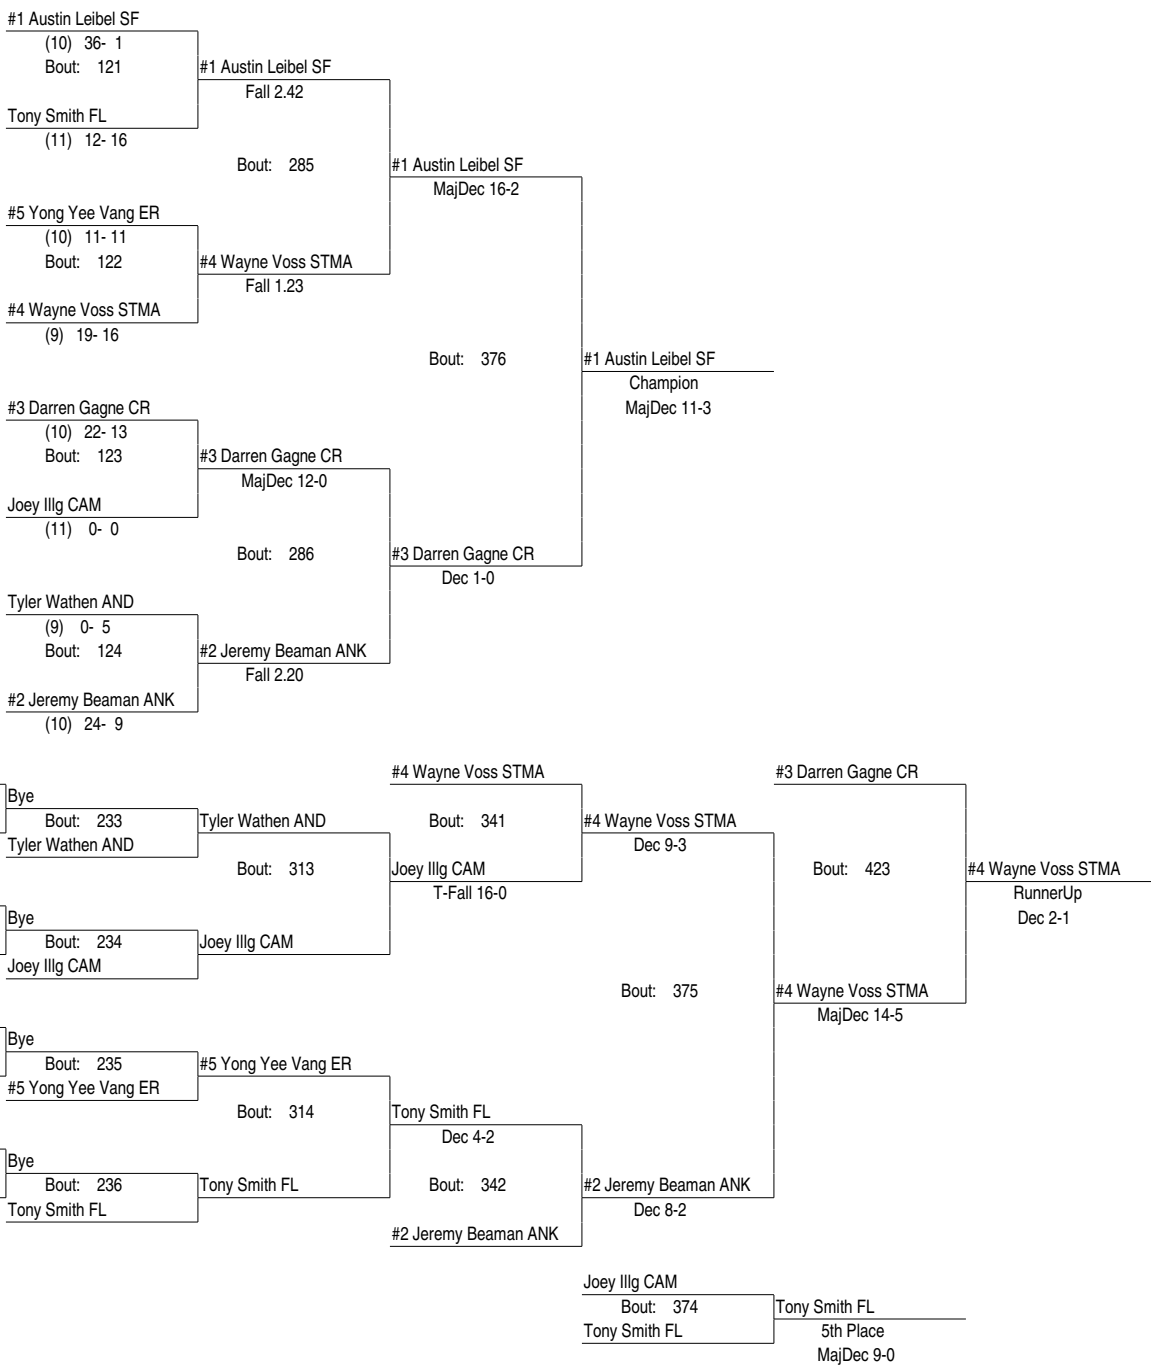 #1 Austin Leibel SF
(10) 36- 1
Bout: 121
#1 Austin Leibel SF
Fall 2.42
Tony Smith FL
(11) 12- 16
Bout: 285
#1 Austin Leibel SF
MajDec 16-2
#5 Yong Yee Vang ER
(10) 11- 11
Bout: 122
#4 Wayne Voss STMA
Fall 1.23
#4 Wayne Voss STMA
(9) 19- 16
Bout: 376
#1 Austin Leibel SF
Champion
MajDec 11-3
#3 Darren Gagne CR
(10) 22- 13
Bout: 123
#3 Darren Gagne CR
MajDec 12-0
Joey Illg CAM
(11) 0- 0
Bout: 286
#3 Darren Gagne CR
Dec 1-0
Tyler Wathen AND
(9) 0- 5
Bout: 124
#2 Jeremy Beaman ANK
Fall 2.20
#2 Jeremy Beaman ANK
(10) 24- 9
#4 Wayne Voss STMA
#3 Darren Gagne CR
Bye
Bout: 233
Tyler Wathen AND
Tyler Wathen AND
Bout: 341
#4 Wayne Voss STMA
Dec 9-3
Bout: 313
Joey Illg CAM
T-Fall 16-0
Bout: 423
#4 Wayne Voss STMA
RunnerUp
Dec 2-1
Bye
Bout: 234
Joey Illg CAM
Joey Illg CAM
Bout: 375
#4 Wayne Voss STMA
MajDec 14-5
Bye
Bout: 235
#5 Yong Yee Vang ER
#5 Yong Yee Vang ER
Bout: 314
Tony Smith FL
Dec 4-2
Bye
Bout: 236
Tony Smith FL
Tony Smith FL
Bout: 342
#2 Jeremy Beaman ANK
Dec 8-2
#2 Jeremy Beaman ANK
Joey Illg CAM
Bout: 374
Tony Smith FL
Tony Smith FL
5th Place
MajDec 9-0